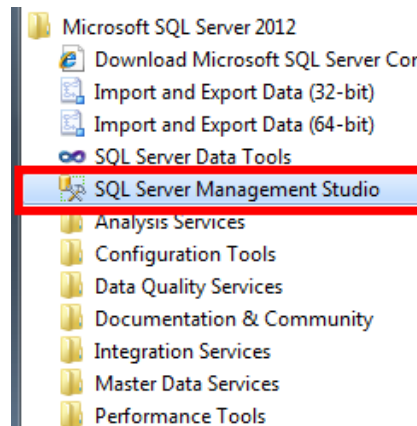 Microsoft SQL Server 2012
Download Microsoft SQL Server
Import and Export Data (32-bit)
Import and Export Data (64-bit)
SQL Server Data Tools
SQL Server Management Studio
Analysis Services
Configuration Tools
Data Quality Services
Documentation & Community
Integration Services
Master Data Services
Performance Tools